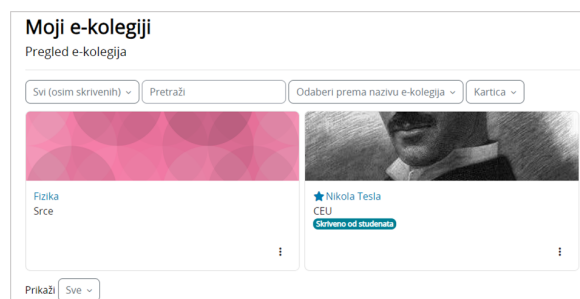 Moji e-kolegiji
Pregled e-kolegija
Svi (osim skrivenih) Pretraži Odaberi prema nazivu e-kolegija Kartica
Fizika
Srce
Nikola Tesla
CEU
Skriveno od studenata
Prikaži Sve